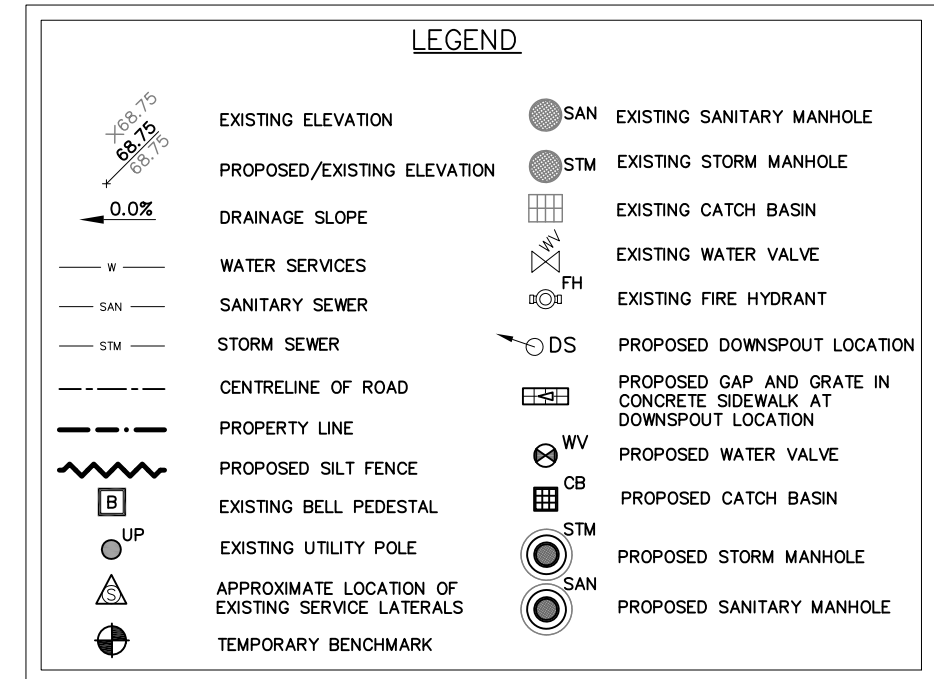 LEGEND
X68.75
68.75
68.75
EXISTING ELEVATION
PROPOSED/EXISTING ELEVATION
0.0%
DRAINAGE SLOPE
W
WATER SERVICES
SAN
SANITARY SEWER
STM
STORM SEWER
CENTRELINE OF ROAD
PROPERTY LINE
PROPOSED SILT FENCE
B
EXISTING BELL PEDESTAL
UP
EXISTING UTILITY POLE
S
APPROXIMATE LOCATION OF
EXISTING SERVICE LATERALS
TEMPORARY BENCHMARK
SAN
EXISTING SANITARY MANHOLE
STM
EXISTING STORM MANHOLE
EXISTING CATCH BASIN
WV
EXISTING WATER VALVE
FH
EXISTING FIRE HYDRANT
DS
PROPOSED DOWNSPOUT LOCATION
PROPOSED GAP AND GRATE IN
CONCRETE SIDEWALK AT
DOWNSPOUT LOCATION
WV
PROPOSED WATER VALVE
CB
PROPOSED CATCH BASIN
STM
PROPOSED STORM MANHOLE
SAN
PROPOSED SANITARY MANHOLE